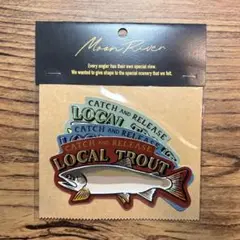 Moon River
Every angler has their own special view.
We wanted to give shape to the special scenery that we felt.
CATCH AND RELEASE
LOCAL
CATCH AND RELEASE
LOCAL
CATCH AND RELEASE
LOCAL TROUT